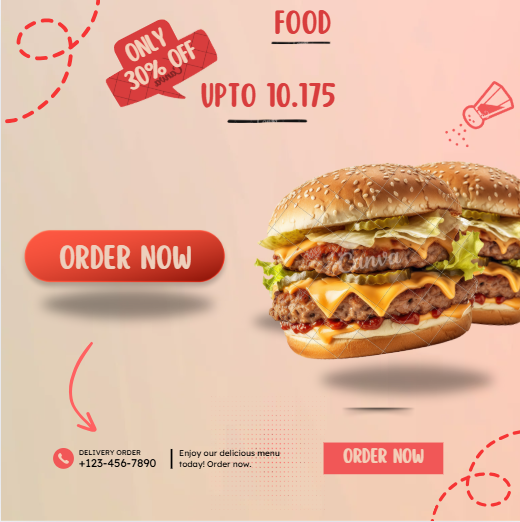 FOOD
ONLY
30% OFF
UPTO 10.175
ORDER NOW
Canva
DELIVERY ORDER
+123-456-7890
Enjoy our delicious menu
today! Order now.
ORDER NOW